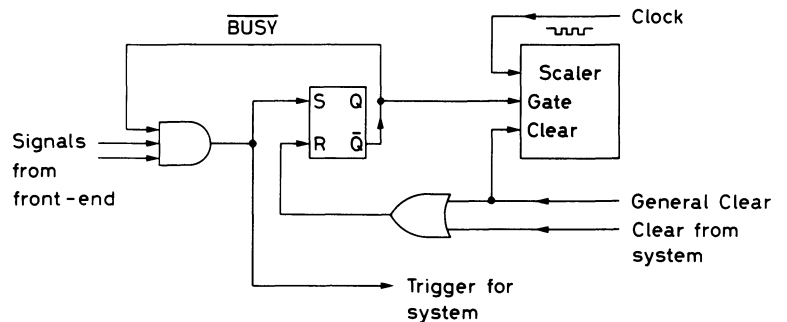 BUSY
Clock
Scaler
Gate
Clear
S Q
R Q̅
Signals
from
front-end
General Clear
Clear from
system
Trigger for
system